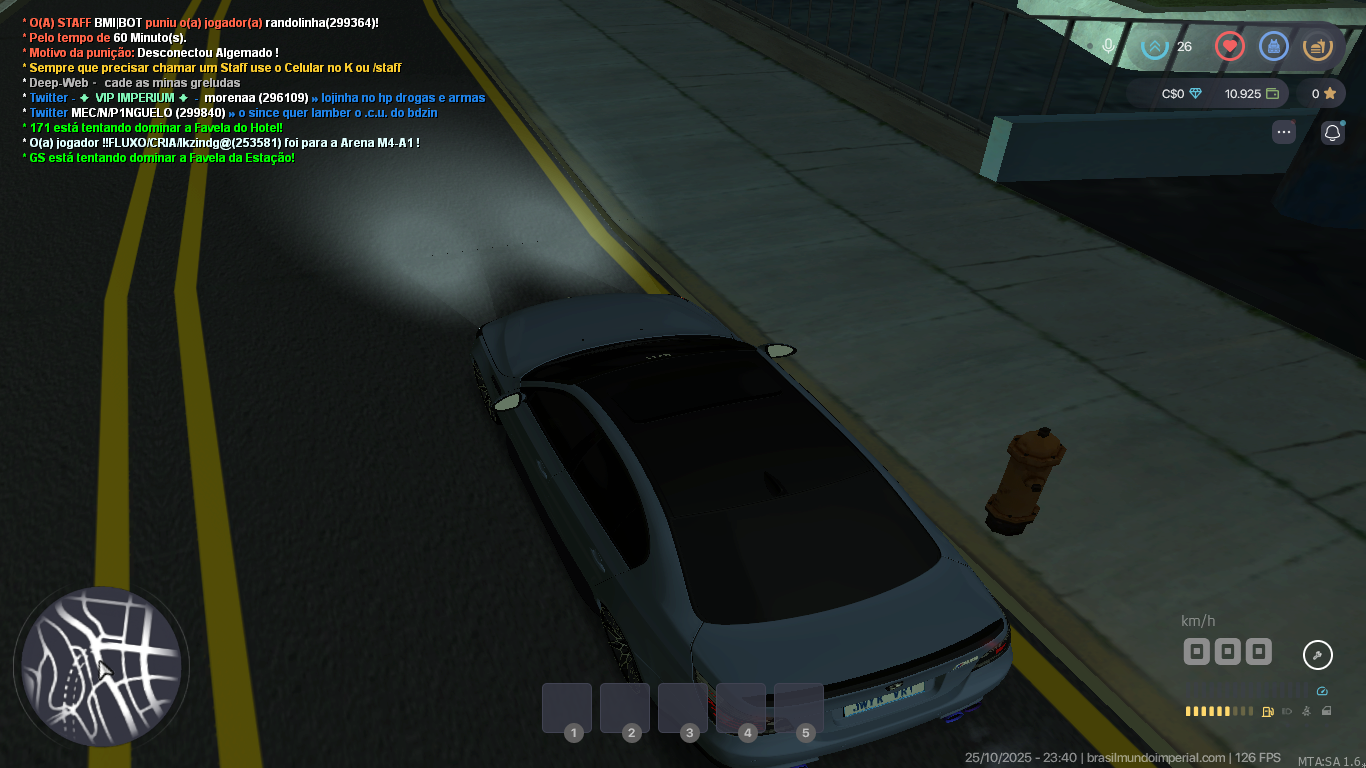 * O(A) STAFF BMI|BOT puniu o(a) jogador(a) randolinha(299364)!
* Pelo tempo de 60 Minuto(s).
* Motivo da punição: Desconectou Algemado !
* Sempre que precisar chamar um Staff use o Celular no K ou /staff
* Deep-Web - cade as minas greludas
* Twitter - ✦ VIP IMPERIUM ✦ - morenaa (296109) » lojinha no hp drogas e armas
* Twitter MEC/N/P1NGUELO (299840) » o since quer lamber o .c.u. do bdzin
* 171 está tentando dominar a Favela do Hotel!
* O(a) jogador !!FLUXO/CRIA/lkzindg@(253581) foi para a Arena M4-A1 !
* GS está tentando dominar a Favela da Estação!
26
C$0 10.925 0
km/h
000
1 2 3 4 5
25/10/2025 - 23:40 | brasilmundoimperial.com | 126 FPS
MTA:SA 1.6